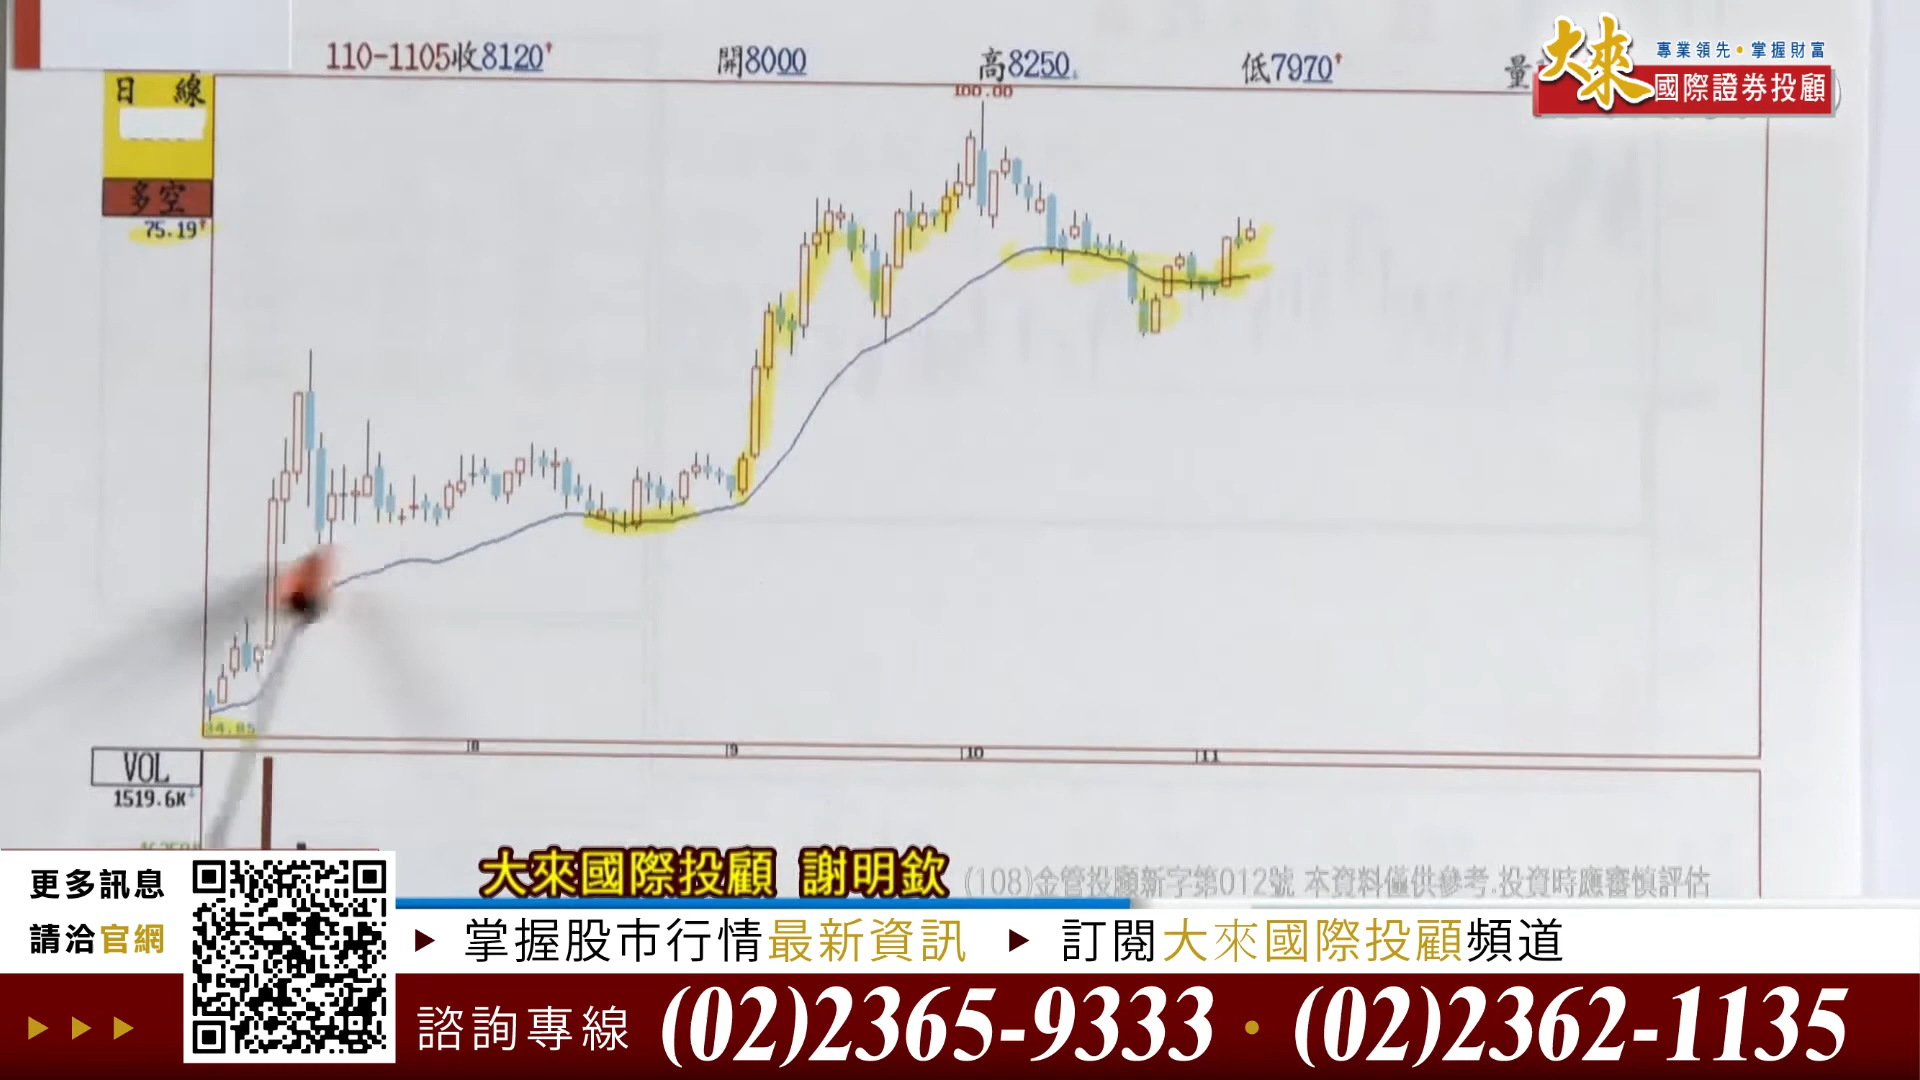 110-1105收8120↑ 開8000 高8250↓ 低7970↑ 量
大來
專業領先•掌握財富
國際證券投顧
日 線
多空
75.19↑
100.00
8 9 10 11
VOL
1519.6K↓
大來國際投顧 謝明欽
(108)金管投顧新字第012號 本資料僅供參考.投資時應審慎評估
更多訊息
請洽官網
▶ 掌握股市行情最新資訊 ▶ 訂閱大來國際投顧頻道
諮詢專線 (02)2365-9333 • (02)2362-1135